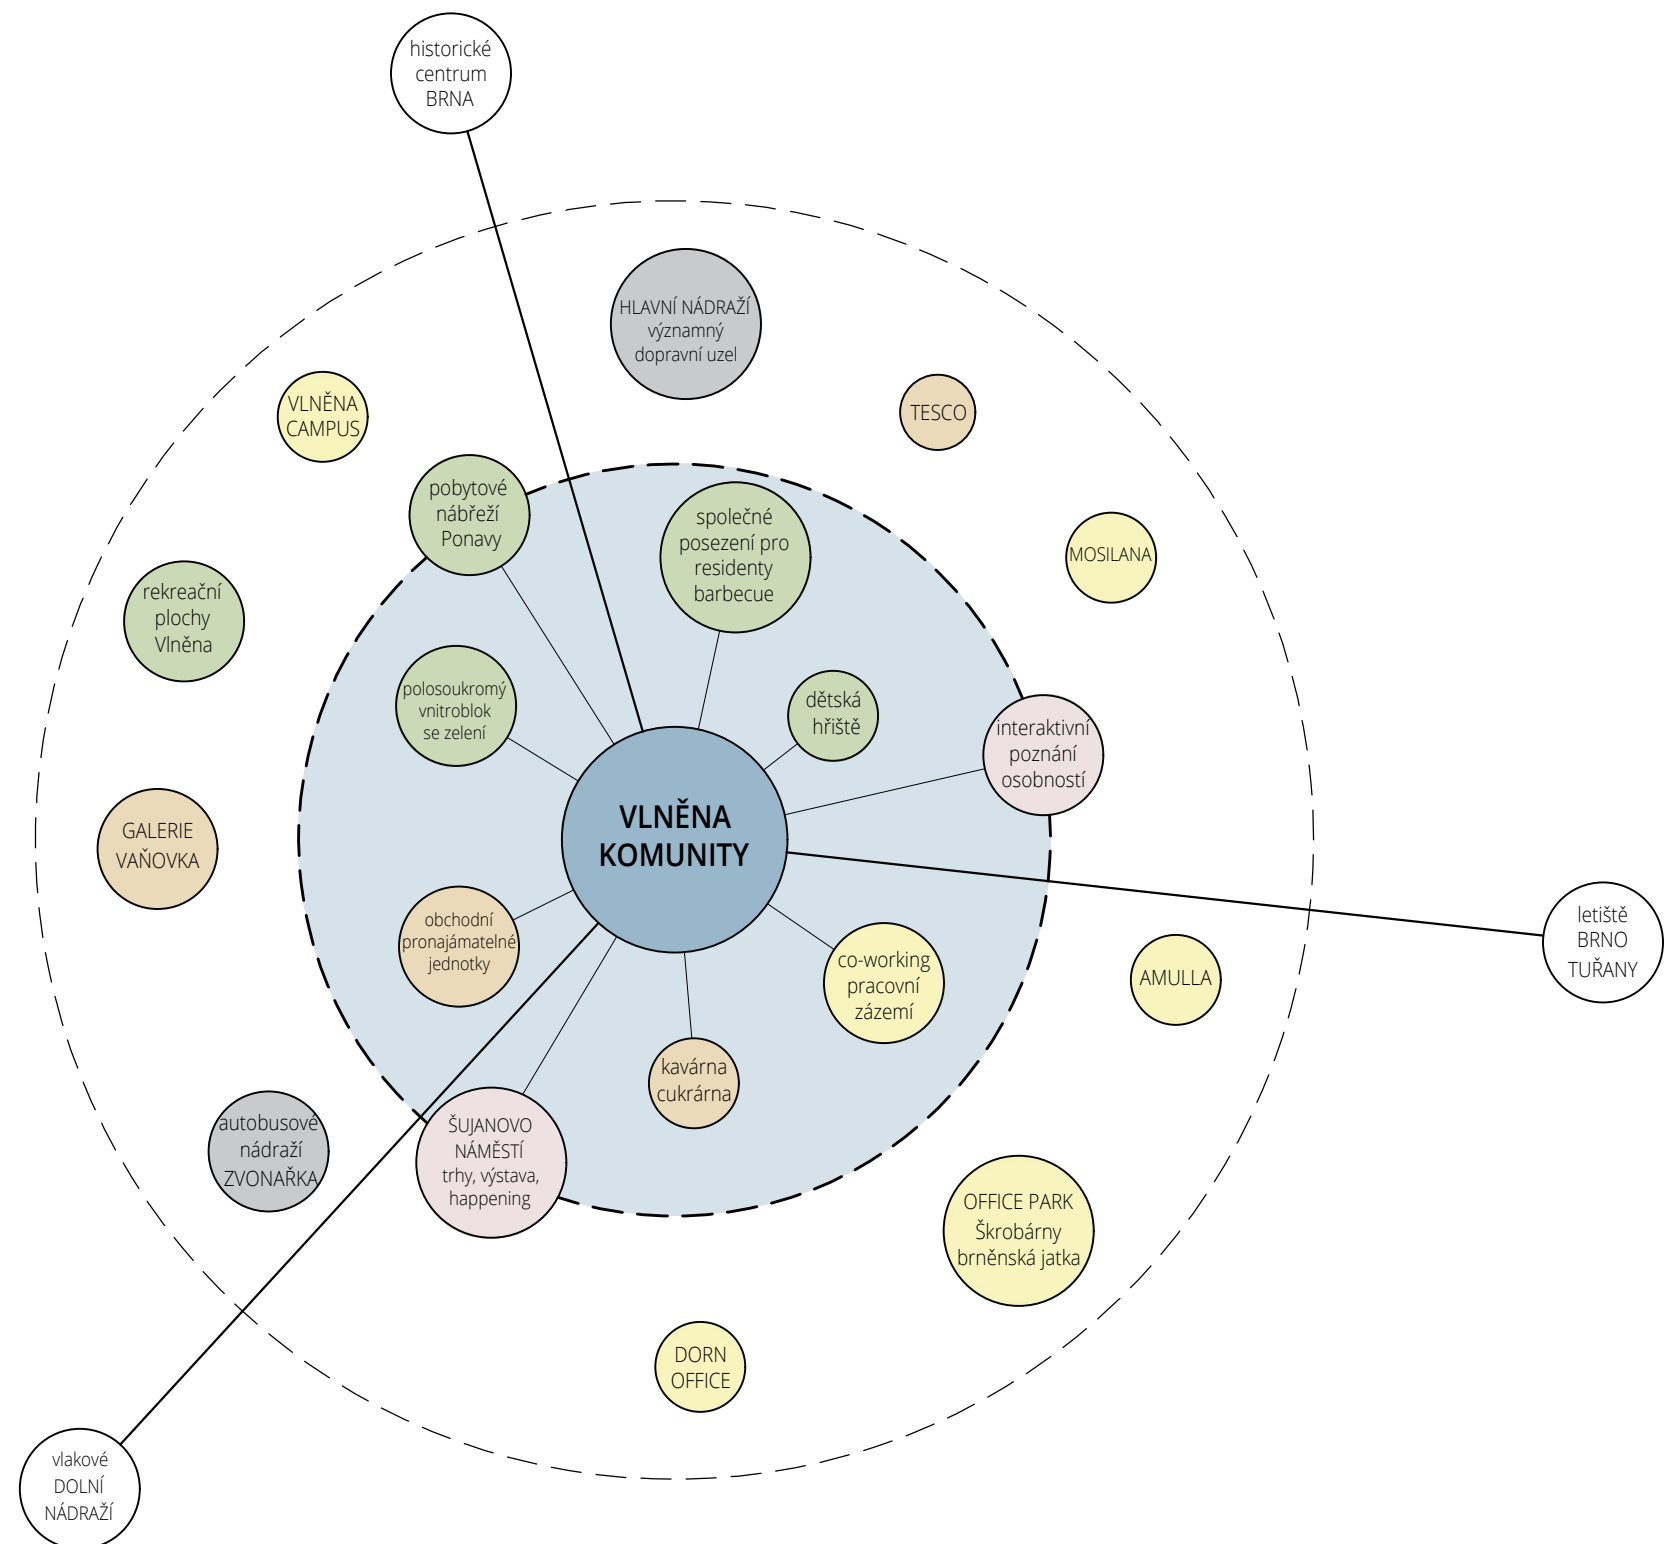 historické
centrum
BRNA
HLAVNÍ NÁDRAŽÍ
významný
dopravní uzel
VLNĚNA
CAMPUS
TESCO
pobytové
nábřeží
Ponavy
společné
posezení pro
residenty
barbecue
MOSILANA
rekreační
plochy
Vlněna
polosoukromý
vnitroblok
se zelení
dětská
hřiště
interaktivní
poznání
osobností
VLNĚNA
KOMUNITY
GALERIE
VAŇOVKA
obchodní
pronajámatelné
jednotky
co-working
pracovní
zázemí
AMULLA
letiště
BRNO
TUŘANY
kavárna
cukrárna
autobusové
nádraží
ZVONAŘKA
ŠUJANOVO
NÁMĚSTÍ
trhy, výstava,
happening
OFFICE PARK
Škrobárny
brněnská jatka
DORN
OFFICE
vlakové
DOLNÍ
NÁDRAŽÍ